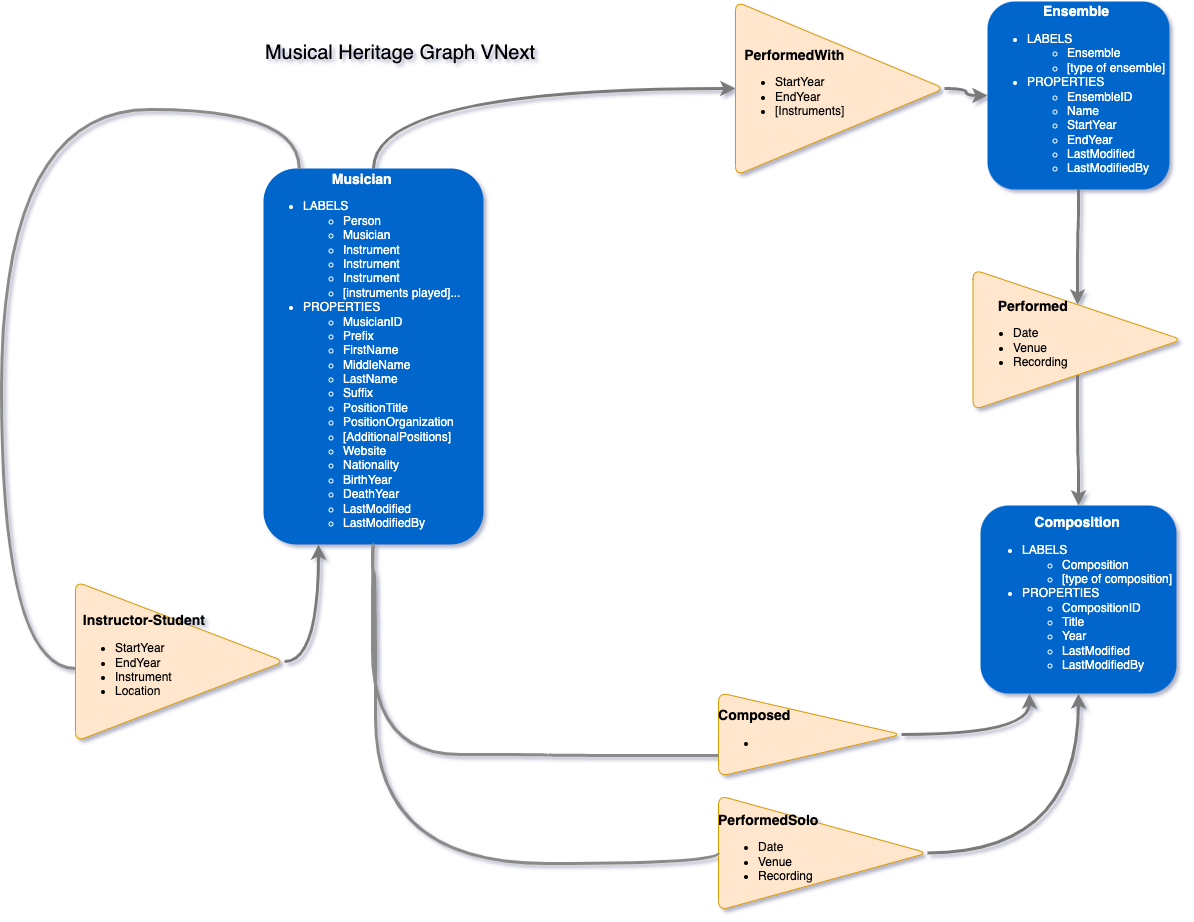 Musical Heritage Graph VNext
PerformedWith
StartYear
EndYear
[Instruments]
Ensemble
LABELS
Ensemble
[type of ensemble]
PROPERTIES
EnsembleID
Name
StartYear
EndYear
LastModified
LastModifiedBy
Musician
LABELS
Person
Musician
Instrument
Instrument
Instrument
[instruments played]...
PROPERTIES
MusicianID
Prefix
FirstName
MiddleName
LastName
Suffix
PositionTitle
PositionOrganization
[AdditionalPositions]
Website
Nationality
BirthYear
DeathYear
LastModified
LastModifiedBy
Performed
Date
Venue
Recording
Composition
LABELS
Composition
[type of composition]
PROPERTIES
CompositionID
Title
Year
LastModified
LastModifiedBy
Instructor-Student
StartYear
EndYear
Instrument
Location
Composed
PerformedSolo
Date
Venue
Recording